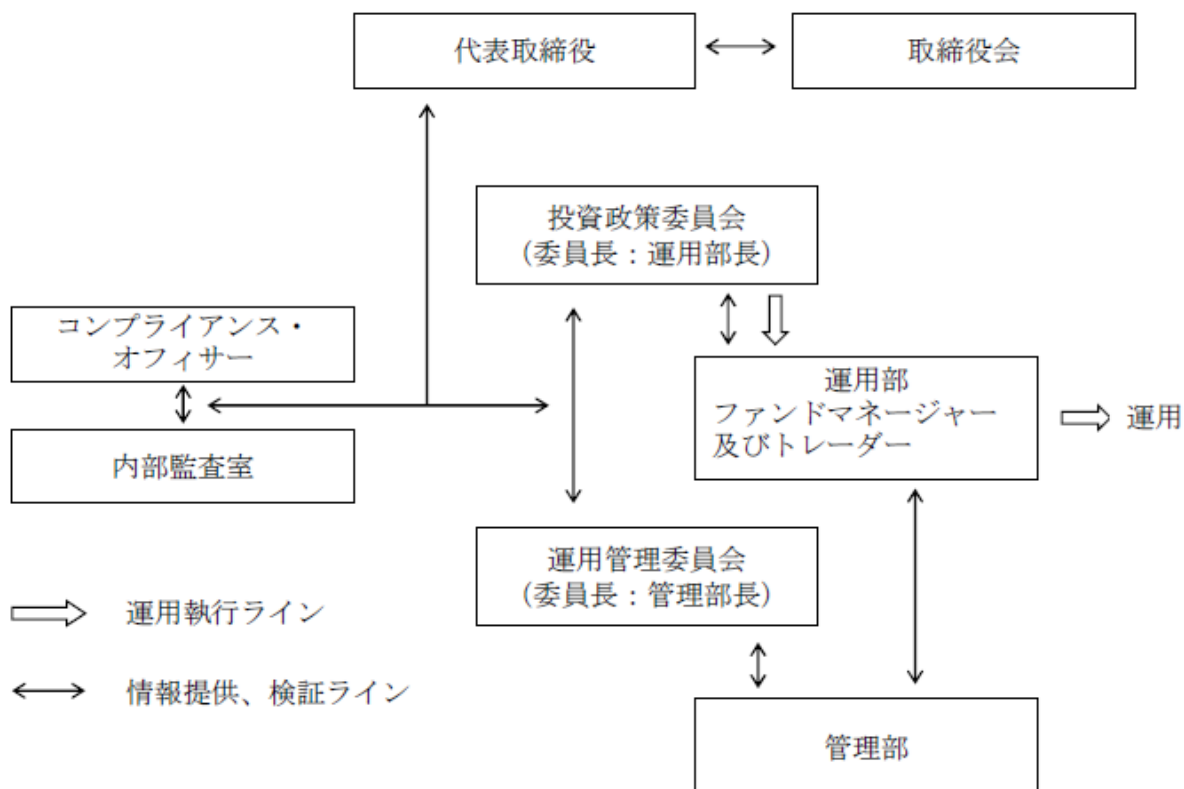 代表取締役
取締役会
投資政策委員会
（委員長：運用部長）
コンプライアンス・
オフィサー
運用部
ファンドマネージャー
及びトレーダー
運用
内部監査室
運用管理委員会
（委員長：管理部長）
運用執行ライン
情報提供、検証ライン
管理部